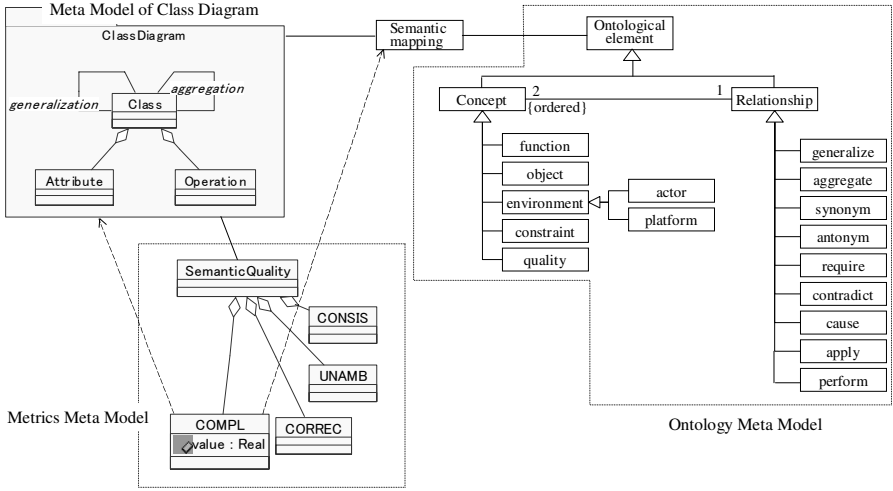 Meta Model of Class Diagram
ClassDiagram
generalization
aggregation
Class
Attribute
Operation
Semantic
mapping
Ontological
element
Concept
2
{ordered}
1
Relationship
function
object
environment
constraint
quality
actor
platform
generalize
aggregate
synonym
antonym
require
contradict
cause
apply
perform
Ontology Meta Model
SemanticQuality
CONSIS
UNAMB
CORREC
COMPL
value : Real
Metrics Meta Model